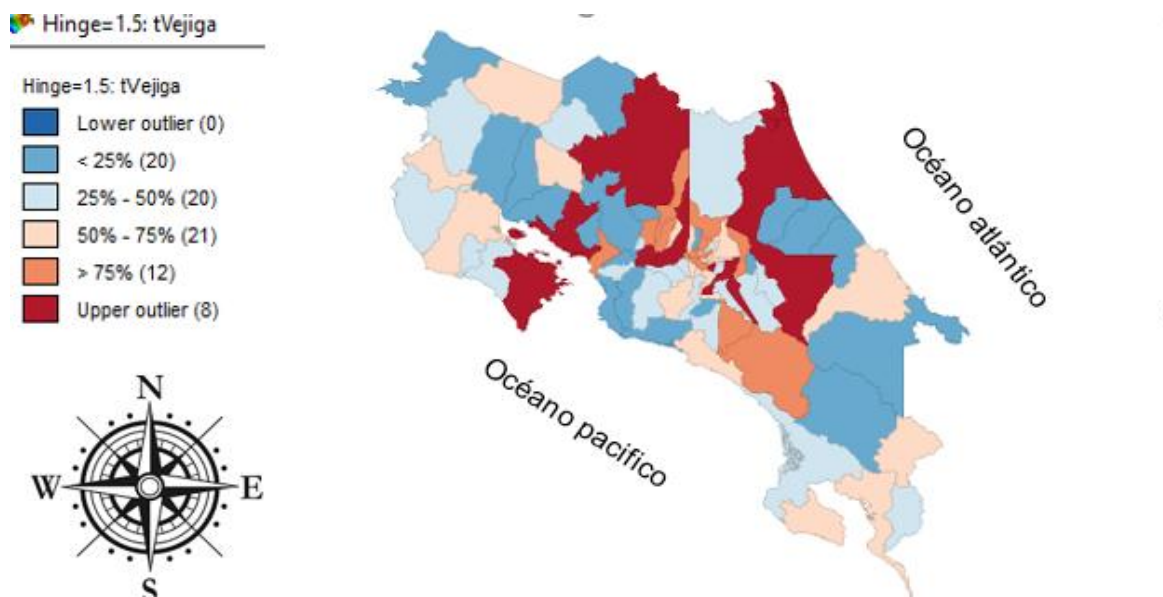 Hinge=1.5: tVejiga
Hinge=1.5: tVejiga
Lower outlier (0)
< 25% (20)
25% - 50% (20)
50% - 75% (21)
> 75% (12)
Upper outlier (8)
N
W
E
S
Océano atlántico
Océano pacifico